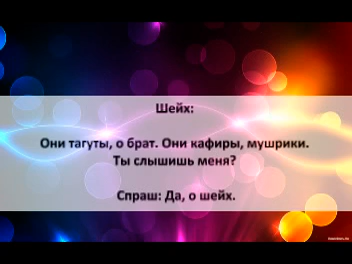 Шейх:
Они тагуты, о брат. Они кафиры, мушрики.
Ты слышишь меня?
Спраш: Да, о шейх.